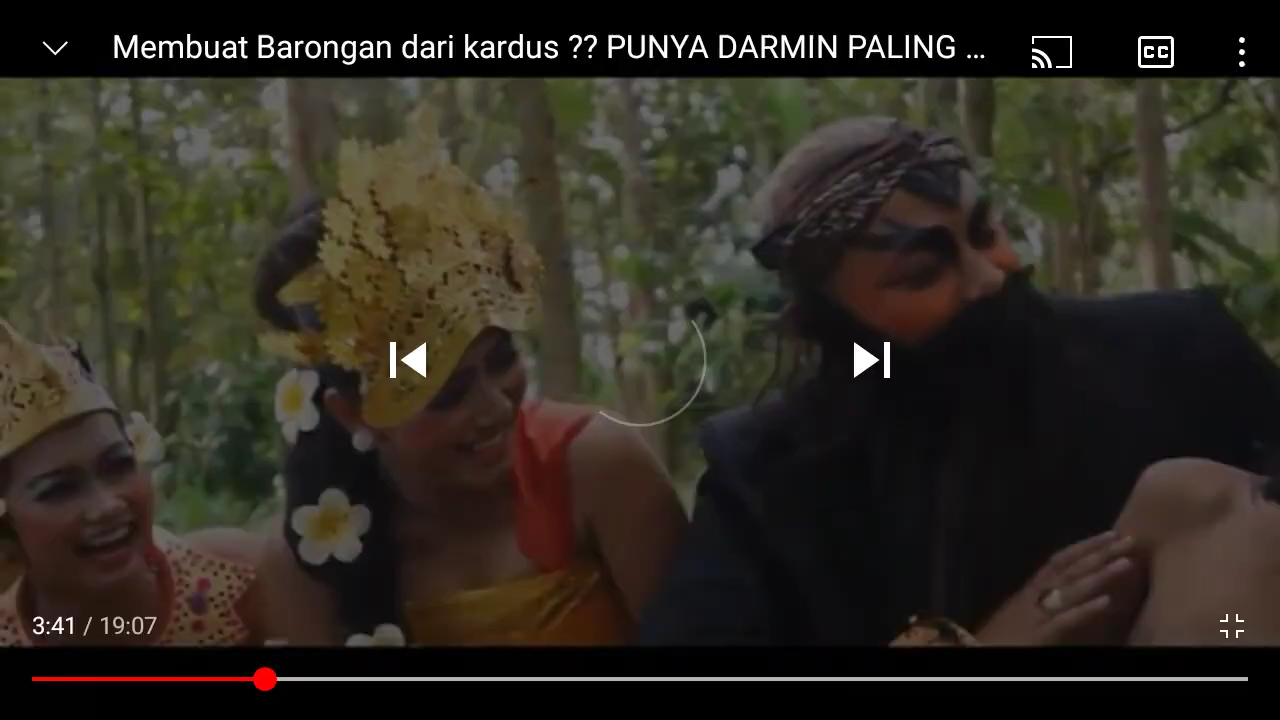 Membuat Barongan dari kardus ?? PUNYA DARMIN PALING ...
CC
3:41 / 19:07